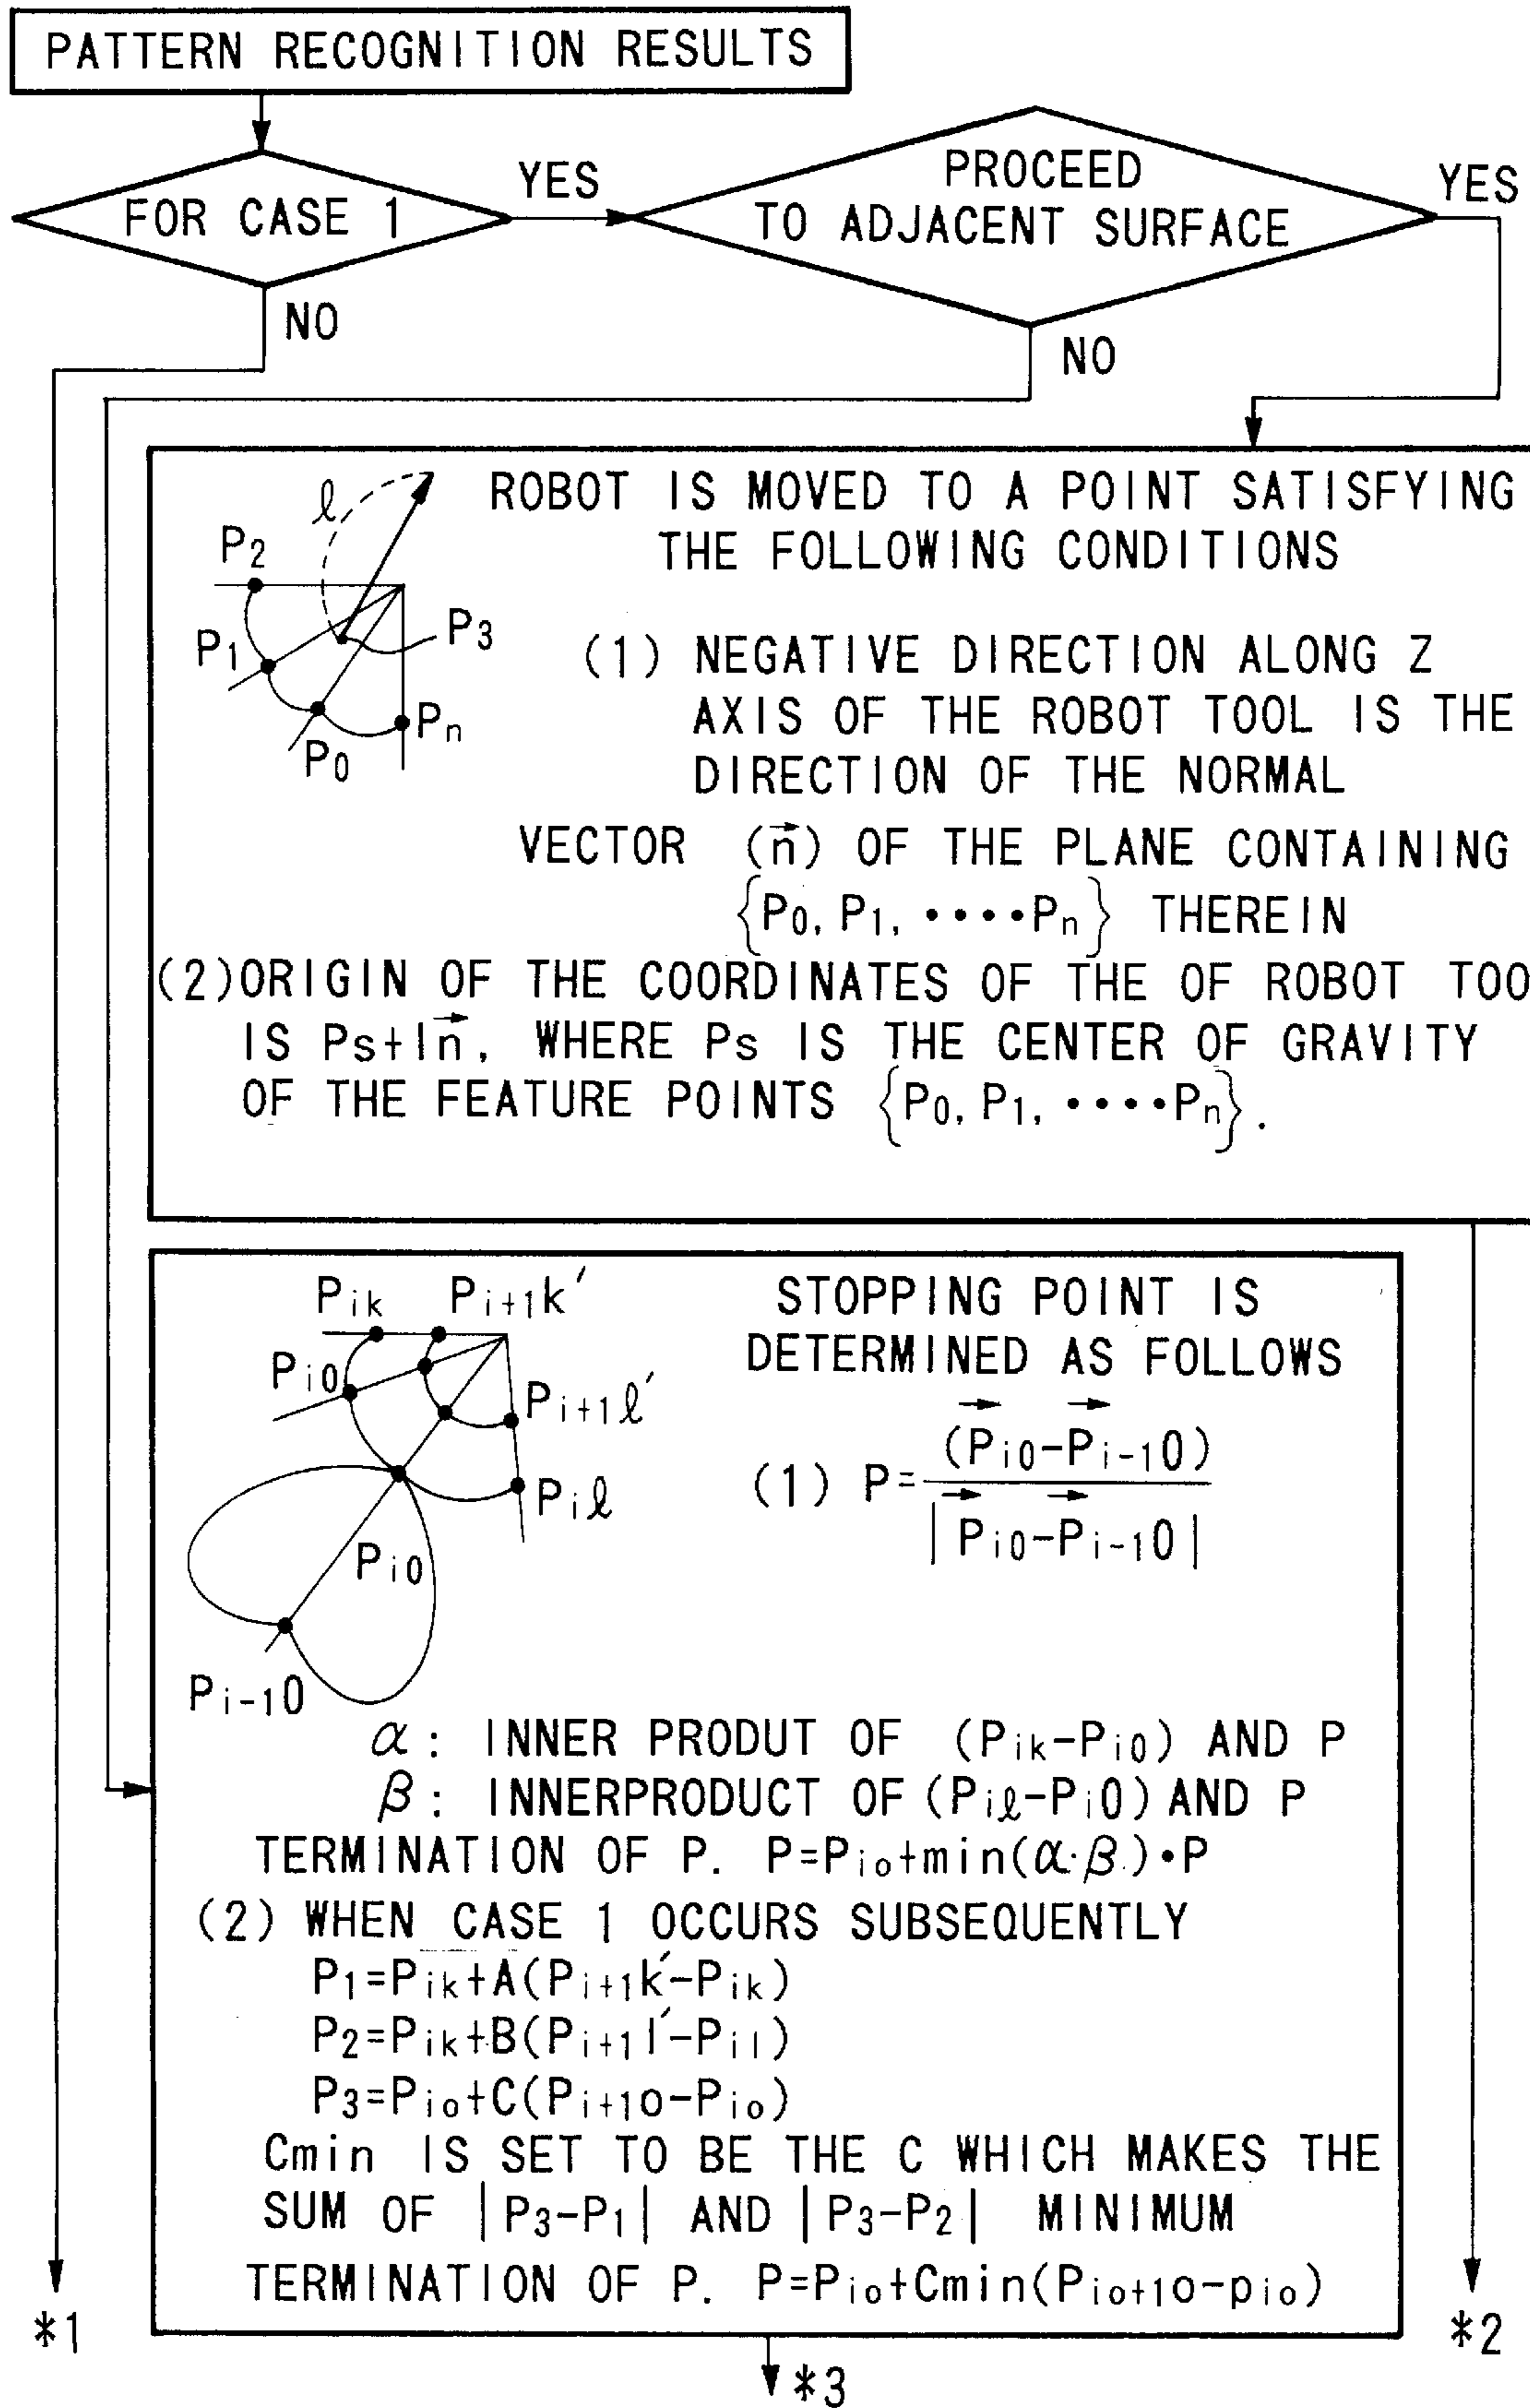 PATTERN RECOGNITION RESULTS
FOR CASE 1
YES
PROCEED
TO ADJACENT SURFACE
YES
NO
NO
ℓ
P2
P1
P0
P3
Pn
ROBOT IS MOVED TO A POINT SATISFYING
THE FOLLOWING CONDITIONS
(1) NEGATIVE DIRECTION ALONG Z
AXIS OF THE ROBOT TOOL IS THE
DIRECTION OF THE NORMAL
VECTOR (n⃗) OF THE PLANE CONTAINING
{P0, P1, ····Pn} THEREIN
(2)ORIGIN OF THE COORDINATES OF THE OF ROBOT TOO
IS Ps+ln⃗, WHERE Ps IS THE CENTER OF GRAVITY
OF THE FEATURE POINTS {P0, P1, ····Pn}.
Pik
Pi+1k′
Pi0
Pi+1ℓ′
Piℓ
Pi0
Pi-10
STOPPING POINT IS
DETERMINED AS FOLLOWS
(1) P=(P⃗i0-P⃗i-10)
|P⃗i0-P⃗i-10|
α: INNER PRODUT OF (Pik-Pi0) AND P
β: INNERPRODUCT OF (Piℓ-Pi0) AND P
TERMINATION OF P. P=Pio+min(α·β)•P
(2) WHEN CASE 1 OCCURS SUBSEQUENTLY
P1=Pik+A(Pi+1k′-Pik)
P2=Pik+B(Pi+1l′-Pil)
P3=Pio+C(Pi+1o-Pio)
Cmin IS SET TO BE THE C WHICH MAKES THE
SUM OF |P3-P1| AND |P3-P2| MINIMUM
TERMINATION OF P. P=Pio+Cmin(Pio+1o-pio)
*1
*2
*3